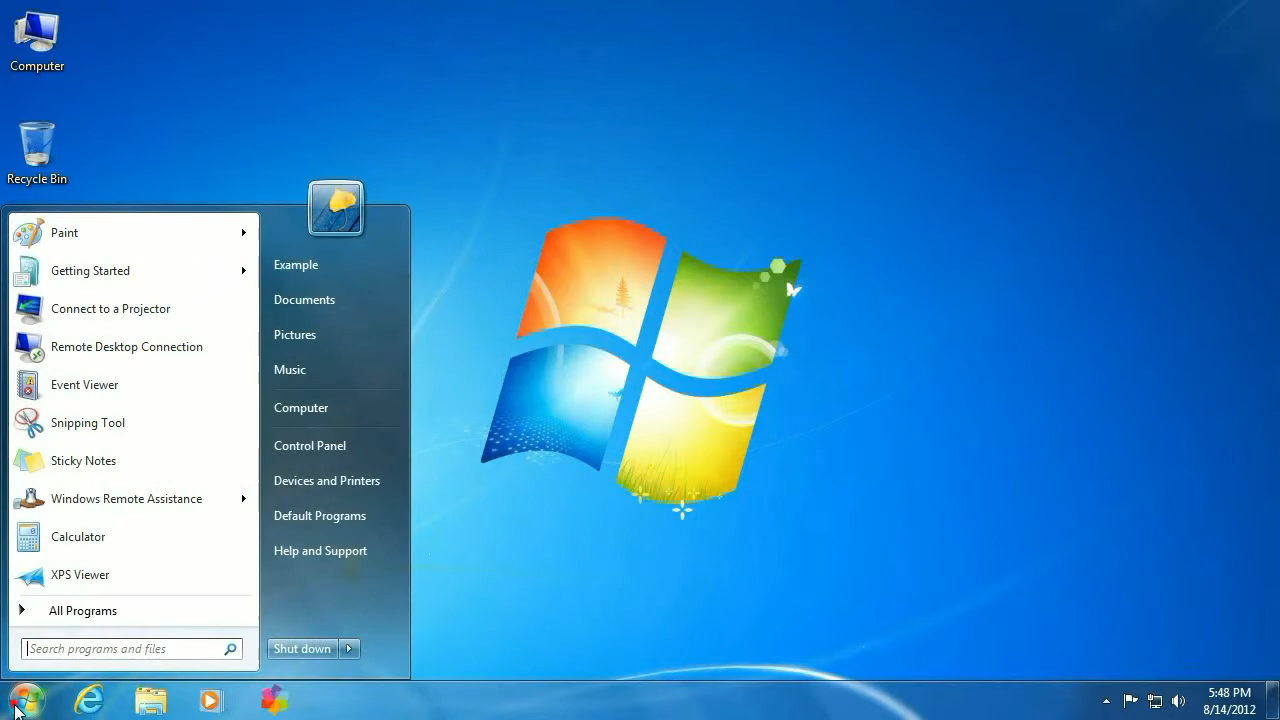 Computer
Recycle Bin
Paint
Getting Started
Connect to a Projector
Remote Desktop Connection
Event Viewer
Snipping Tool
Sticky Notes
Windows Remote Assistance
Calculator
XPS Viewer
All Programs
Search programs and files
Example
Documents
Pictures
Music
Computer
Control Panel
Devices and Printers
Default Programs
Help and Support
Shut down
5:48 PM
8/14/2012